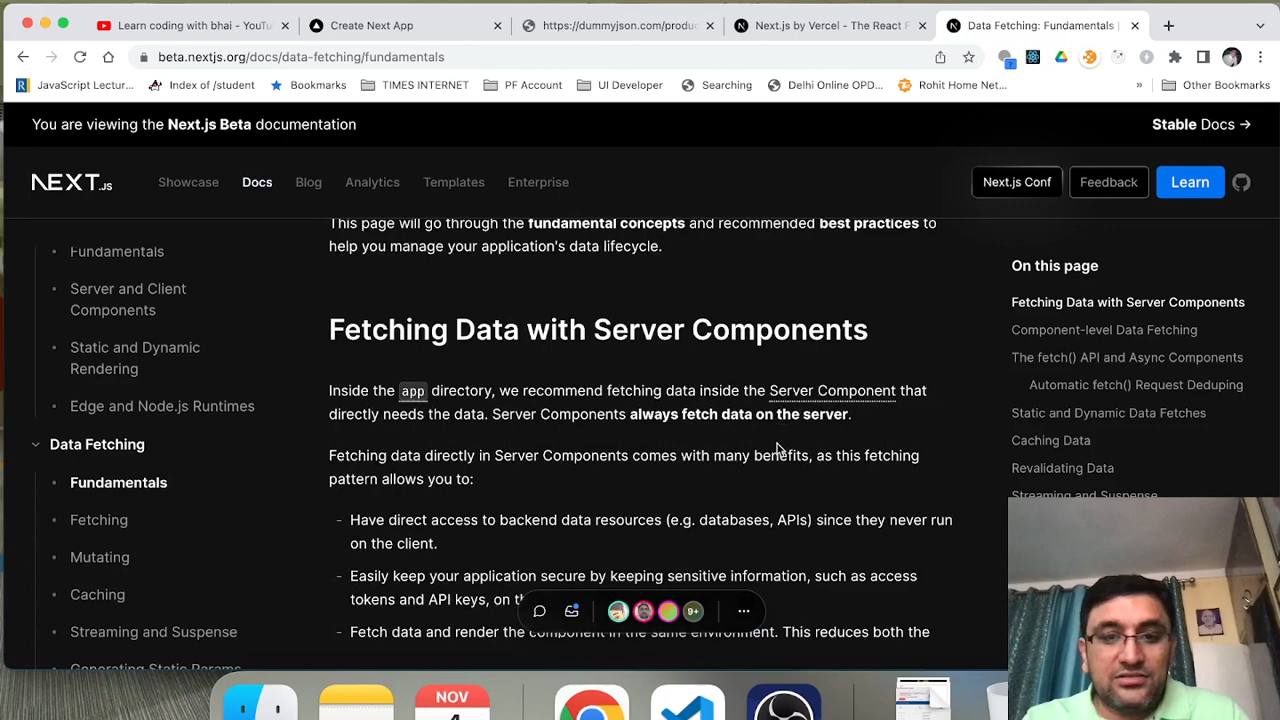 Learn coding with bhai - YouTu
Create Next App
https://dummyjson.com/produc
Next.js by Vercel - The React F
Data Fetching: Fundamentals |
beta.nextjs.org/docs/data-fetching/fundamentals
JavaScript Lectur...
Index of /student
Bookmarks
TIMES INTERNET
PF Account
UI Developer
Searching
Delhi Online OPD...
Rohit Home Net...
»
Other Bookmarks
You are viewing the Next.js Beta documentation
Stable Docs →
NEXT.JS
Showcase
Docs
Blog
Analytics
Templates
Enterprise
Next.js Conf
Feedback
Learn
Fundamentals
Server and Client
Components
Static and Dynamic
Rendering
Edge and Node.js Runtimes
Data Fetching
Fundamentals
Fetching
Mutating
Caching
Streaming and Suspense
Generating Static Params
This page will go through the fundamental concepts and recommended best practices to
help you manage your application's data lifecycle.
Fetching Data with Server Components
Inside the app directory, we recommend fetching data inside the Server Component that
directly needs the data. Server Components always fetch data on the server.
Fetching data directly in Server Components comes with many benefits, as this fetching
pattern allows you to:
- Have direct access to backend data resources (e.g. databases, APIs) since they never run
on the client.
- Easily keep your application secure by keeping sensitive information, such as access
tokens and API keys, on
- Fetch data and render the component in the same environment. This reduces both the
9+
On this page
Fetching Data with Server Components
Component-level Data Fetching
The fetch() API and Async Components
Automatic fetch() Request Deduping
Static and Dynamic Data Fetches
Caching Data
Revalidating Data
Streaming and Suspense
NOV
4